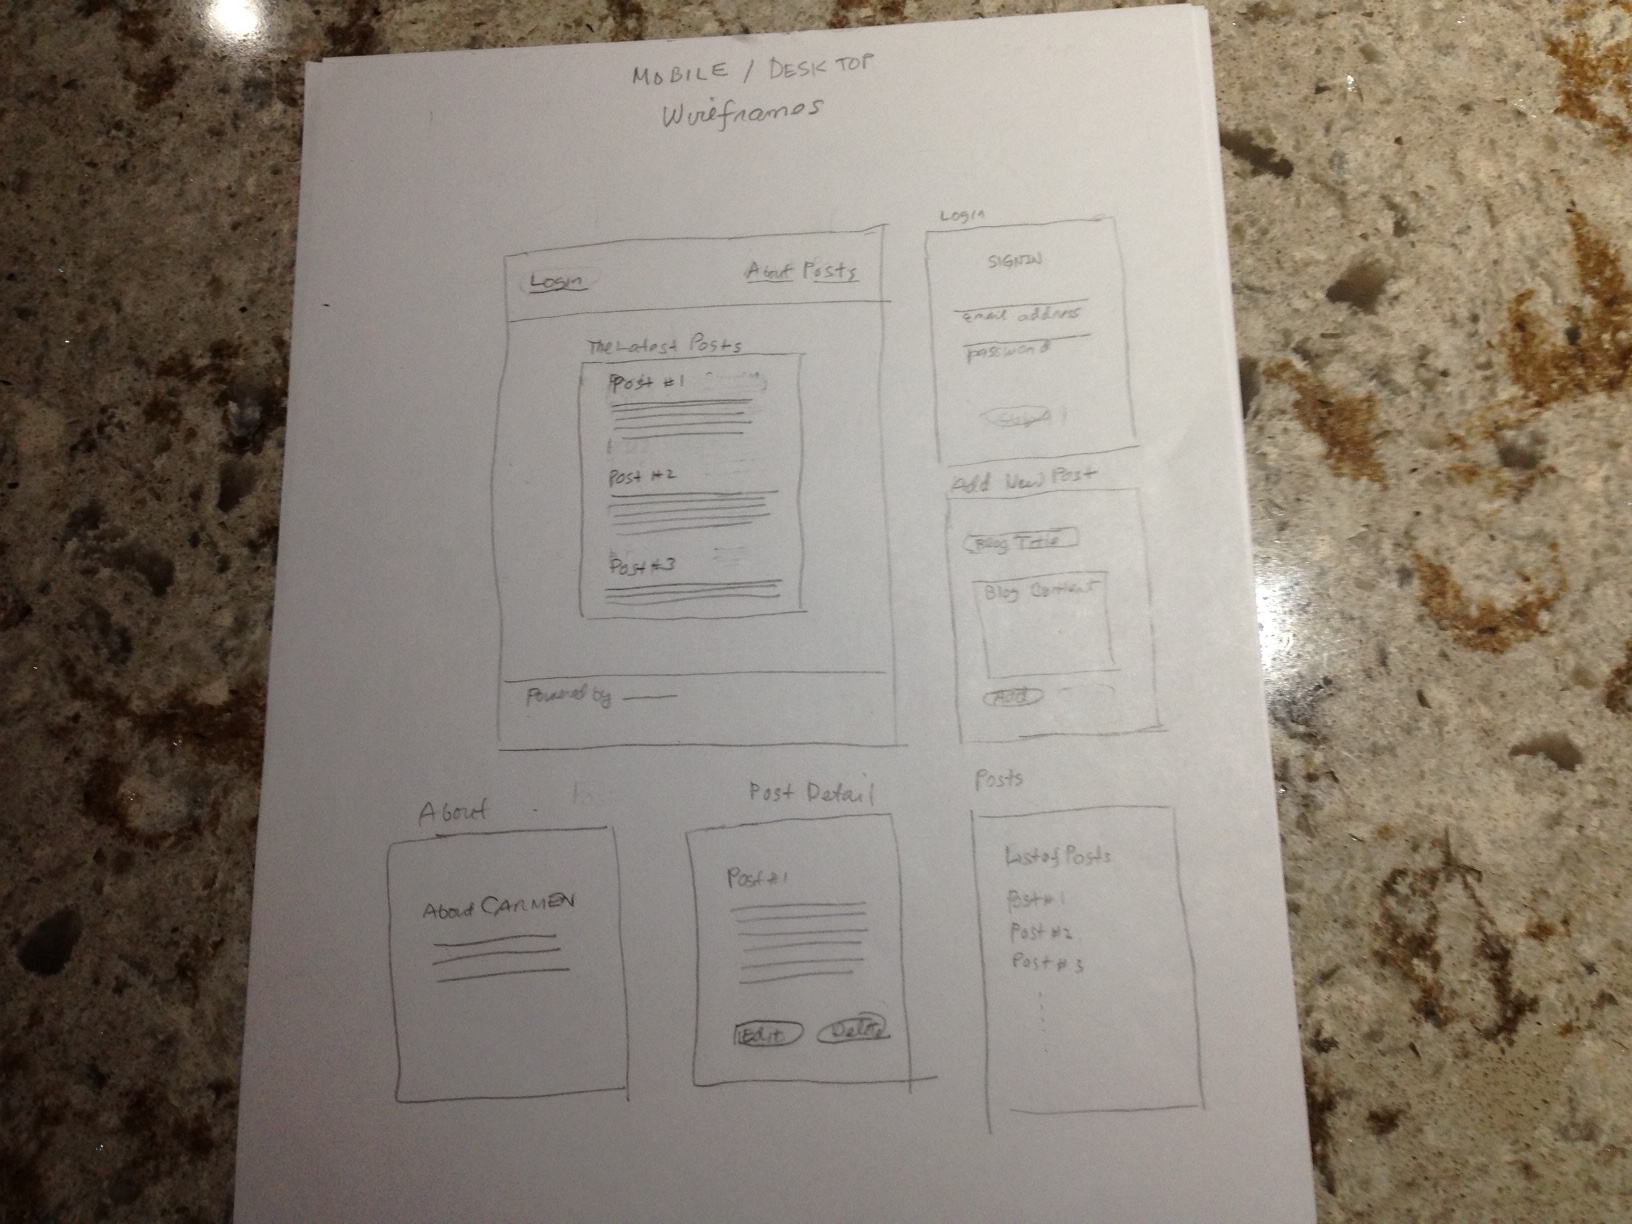 MOBILE / DESKTOP
Wireframes
Login
About Posts
The Latest Posts
Post #1
Post #2
Post #3
Powered by
Login
SIGNIN
Email address
password
Add New Post
Blog Title
Blog Content
Add
About
About CARMEN
Post Detail
Post #1
Edit
Delete
Posts
List of Posts
Post #1
Post #2
Post #3